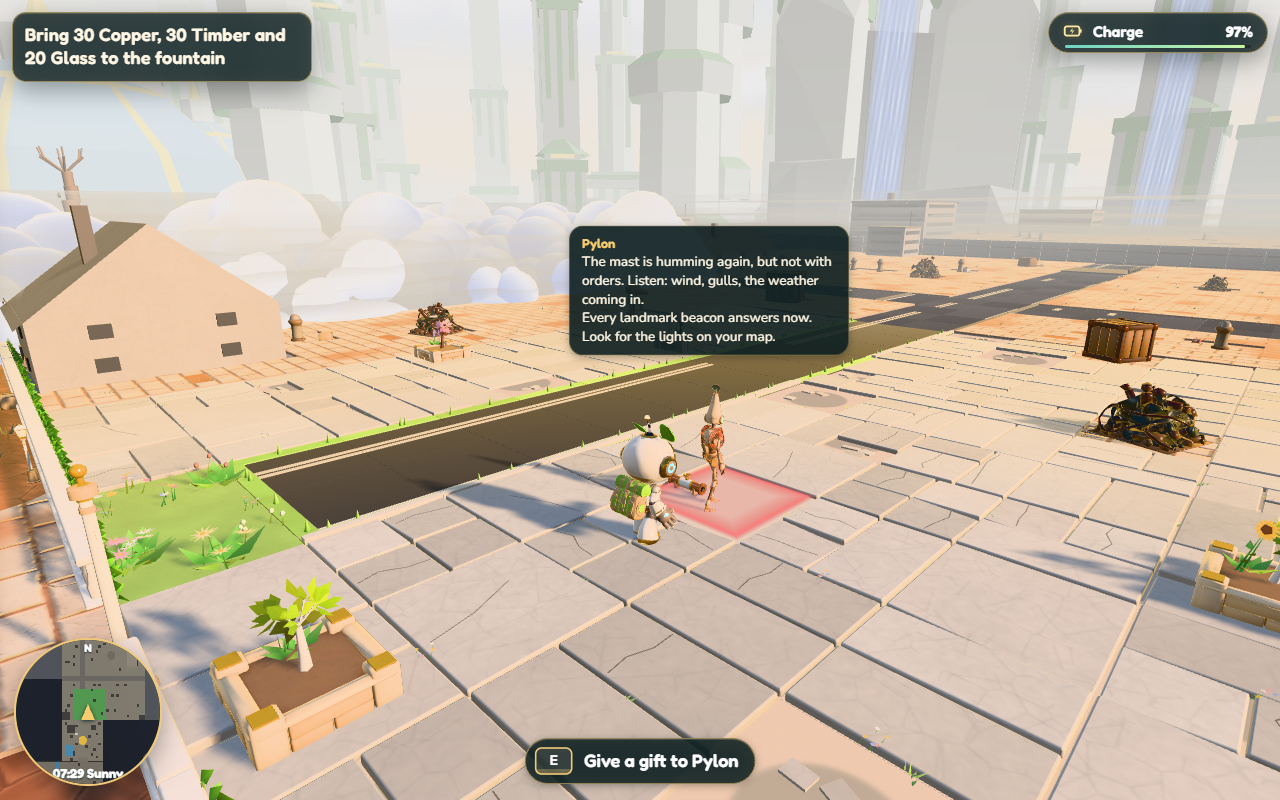 Bring 30 Copper, 30 Timber and
20 Glass to the fountain
Charge 97%
Pylon
The mast is humming again, but not with
orders. Listen: wind, gulls, the weather
coming in.
Every landmark beacon answers now.
Look for the lights on your map.
N
07:29 Sunny
E Give a gift to Pylon